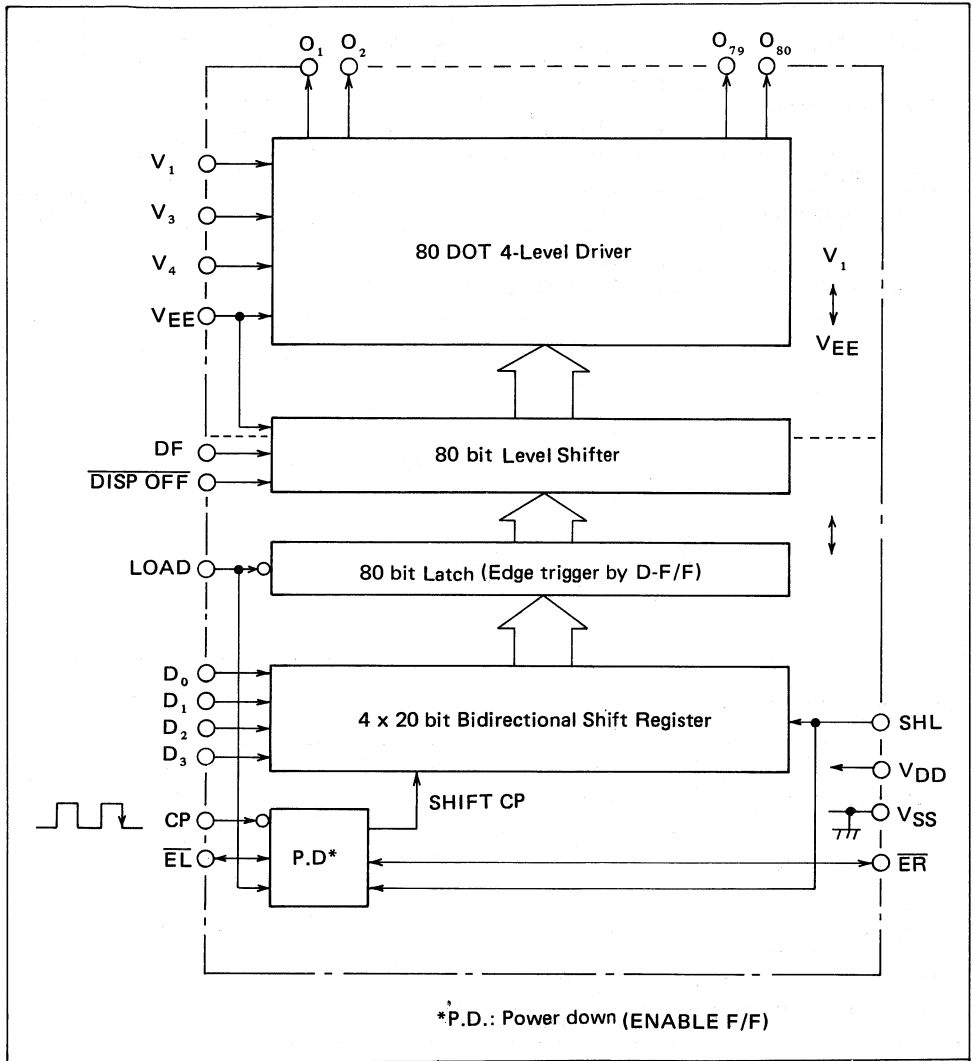 O₁ O₂ O₇₉ O₈₀
V₁
V₃
V₄
VEE
80 DOT 4-Level Driver
V₁
VEE
DF
DISP OFF
80 bit Level Shifter
LOAD
80 bit Latch (Edge trigger by D-F/F)
D₀
D₁
D₂
D₃
4 x 20 bit Bidirectional Shift Register
SHL
VDD
VSS
SHIFT CP
CP
EL
P.D*
ER
*P.D.: Power down (ENABLE F/F)